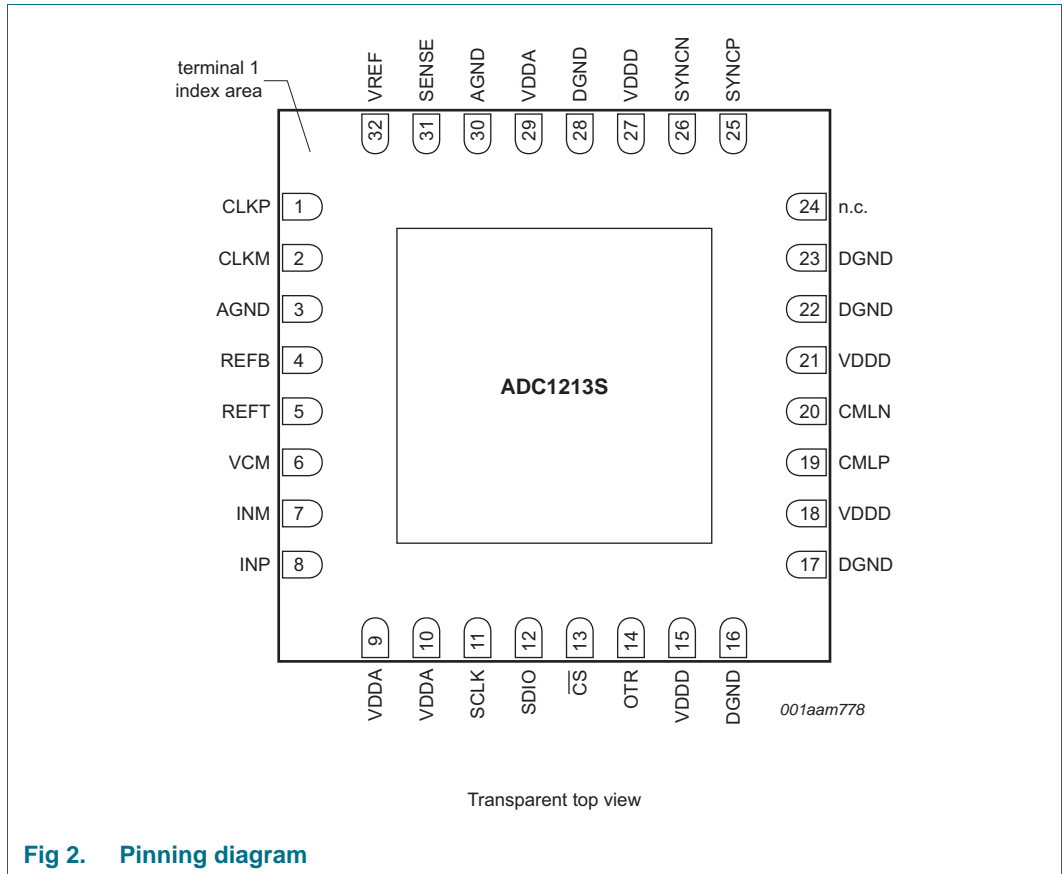 terminal 1
index area
VREF
SENSE
AGND
VDDA
DGND
VDDD
SYNCN
SYNCP
32
31
30
29
28
27
26
25
CLKP 1
CLKM 2
AGND 3
REFB 4
REFT 5
VCM 6
INM 7
INP 8
ADC1213S
24 n.c.
23 DGND
22 DGND
21 VDDD
20 CMLN
19 CMLP
18 VDDD
17 DGND
9
10
11
12
13
14
15
16
VDDA
VDDA
SCLK
SDIO
C̅S̅
OTR
VDDD
DGND
001aam778
Transparent top view
Fig 2. Pinning diagram